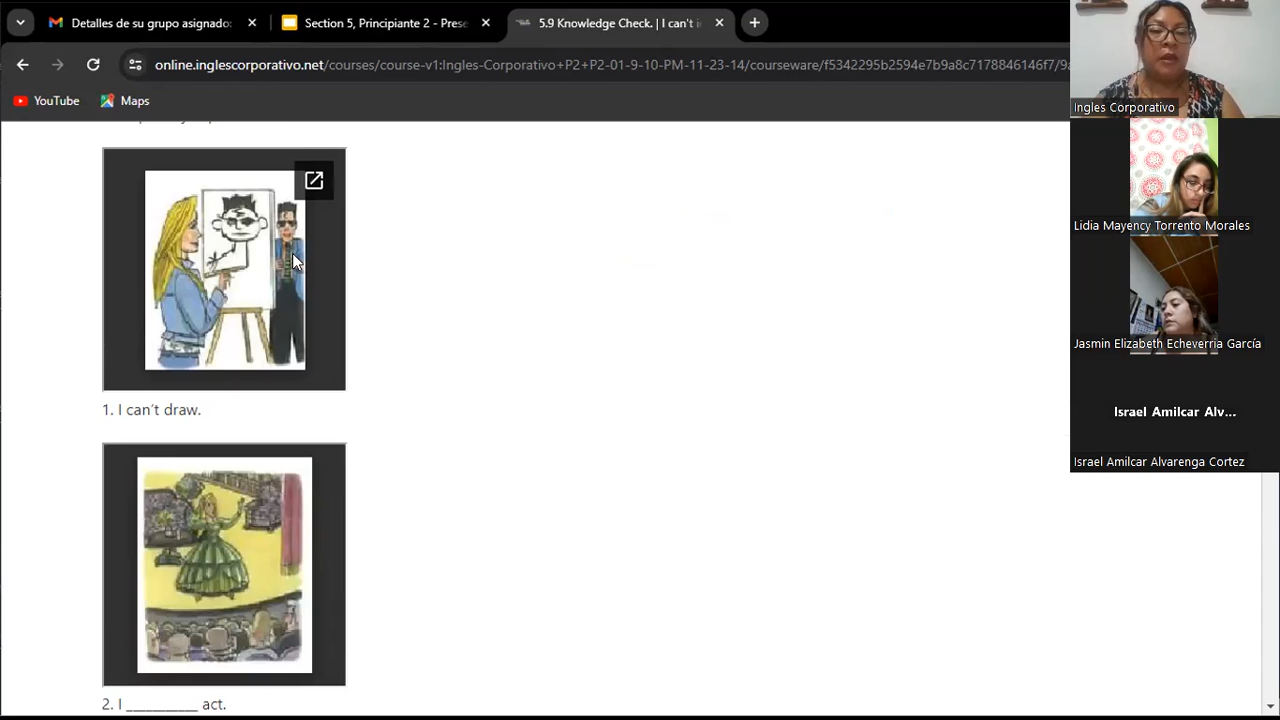 Detalles de su grupo asignado:
Section 5, Principiante 2 - Prese
5.9 Knowledge Check. | I can't i
online.inglescorporativo.net/courses/course-v1:Ingles-Corporativo+P2+P2-01-9-10-PM-11-23-14/courseware/f5342295b2594e7b9a8c7178846146f7/9
YouTube
Maps
Ingles Corporativo
Lidia Mayency Torrento Morales
Jasmin Elizabeth Echeverría García
Israel Amilcar Alv...
Israel Amilcar Alvarenga Cortez
1. I can't draw.
2. I __________ act.